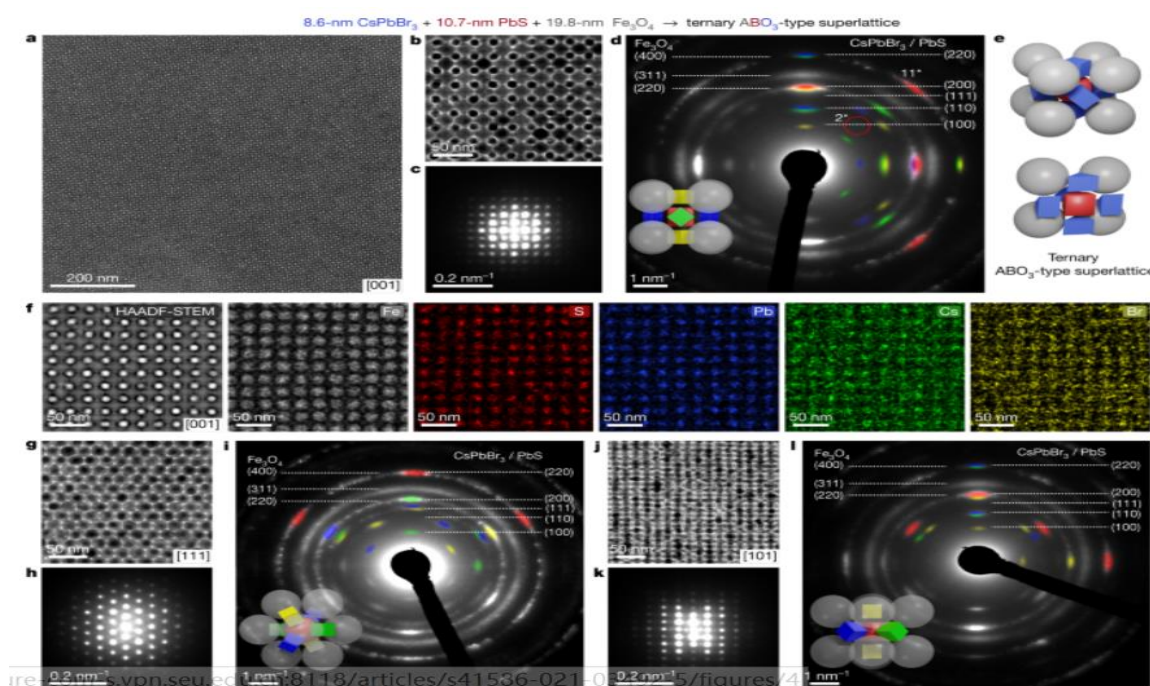 8.6-nm CsPbBr₃ + 10.7-nm PbS + 19.8-nm Fe₃O₄ → ternary ABO₃-type superlattice
a
200 nm
[001]
b
50 nm
c
0.2 nm⁻¹
d
Fe₃O₄
(400)
(311)
(220)
CsPbBr₃ / PbS
(220)
(200)
(111)
(110)
(100)
11°
2°
1 nm⁻¹
e
Ternary
ABO₃-type superlattice
f
HAADF-STEM
50 nm
[001]
Fe
50 nm
S
50 nm
Pb
50 nm
Cs
50 nm
Br
50 nm
g
50 nm
[111]
h
0.2 nm⁻¹
i
Fe₃O₄
(400)
(311)
(220)
CsPbBr₃ / PbS
(220)
(200)
(111)
(110)
(100)
1 nm⁻¹
j
50 nm
[101]
k
0.2 nm⁻¹
l
Fe₃O₄
(400)
(311)
(220)
CsPbBr₃ / PbS
(220)
(200)
(111)
(110)
(100)
1 nm⁻¹